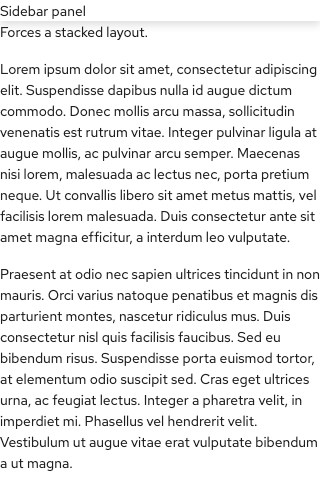 Sidebar panel
Forces a stacked layout.
Lorem ipsum dolor sit amet, consectetur adipiscing
elit. Suspendisse dapibus nulla id augue dictum
commodo. Donec mollis arcu massa, sollicitudin
venenatis est rutrum vitae. Integer pulvinar ligula at
augue mollis, ac pulvinar arcu semper. Maecenas
nisi lorem, malesuada ac lectus nec, porta pretium
neque. Ut convallis libero sit amet metus mattis, vel
facilisis lorem malesuada. Duis consectetur ante sit
amet magna efficitur, a interdum leo vulputate.
Praesent at odio nec sapien ultrices tincidunt in non
mauris. Orci varius natoque penatibus et magnis dis
parturient montes, nascetur ridiculus mus. Duis
consectetur nisl quis facilisis faucibus. Sed eu
bibendum risus. Suspendisse porta euismod tortor,
at elementum odio suscipit sed. Cras eget ultrices
urna, ac feugiat lectus. Integer a pharetra velit, in
imperdiet mi. Phasellus vel hendrerit velit.
Vestibulum ut augue vitae erat vulputate bibendum
a ut magna.